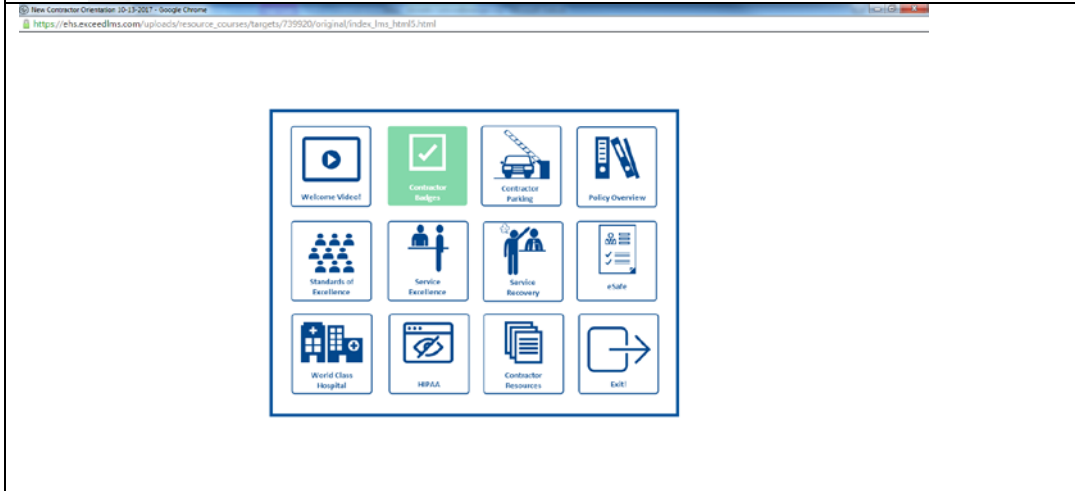 New Contractor Orientation 10-13-2017 - Google Chrome
https://ehs.exceedlms.com/uploads/resource_courses/targets/739920/original/index_lms_html5.html
Welcome Video!
Contractor
Badges
Contractor
Parking
Policy Overview
Standards of
Excellence
Service
Excellence
Service
Recovery
eSafe
World Class
Hospital
HIPAA
Contractor
Resources
Exit!